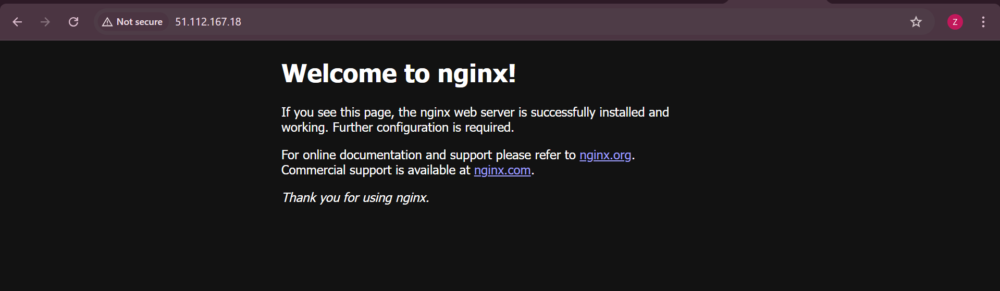 Not secure 51.112.167.18
Z
Welcome to nginx!
If you see this page, the nginx web server is successfully installed and
working. Further configuration is required.
For online documentation and support please refer to nginx.org.
Commercial support is available at nginx.com.
Thank you for using nginx.